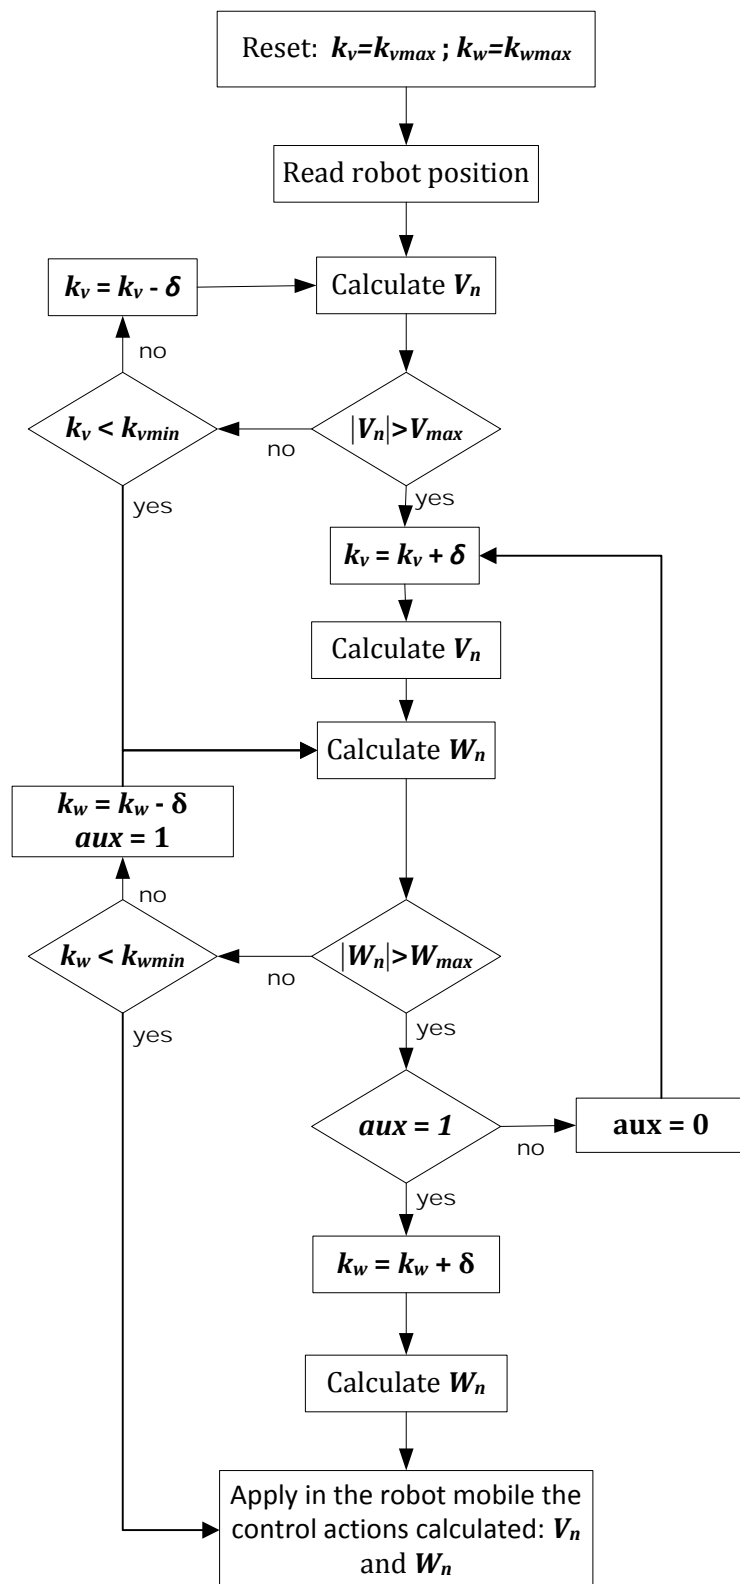 Reset: kv=kvmax ; kw=kwmax
Read robot position
kv = kv - δ
Calculate Vn
no
kv < kvmin
no
|Vn|>Vmax
yes
yes
kv = kv + δ
Calculate Vn
Calculate Wn
kw = kw - δ
aux = 1
no
kw < kwmin
no
|Wn|>Wmax
yes
yes
aux = 1
no
aux = 0
yes
kw = kw + δ
Calculate Wn
Apply in the robot mobile the
control actions calculated: Vn
and Wn